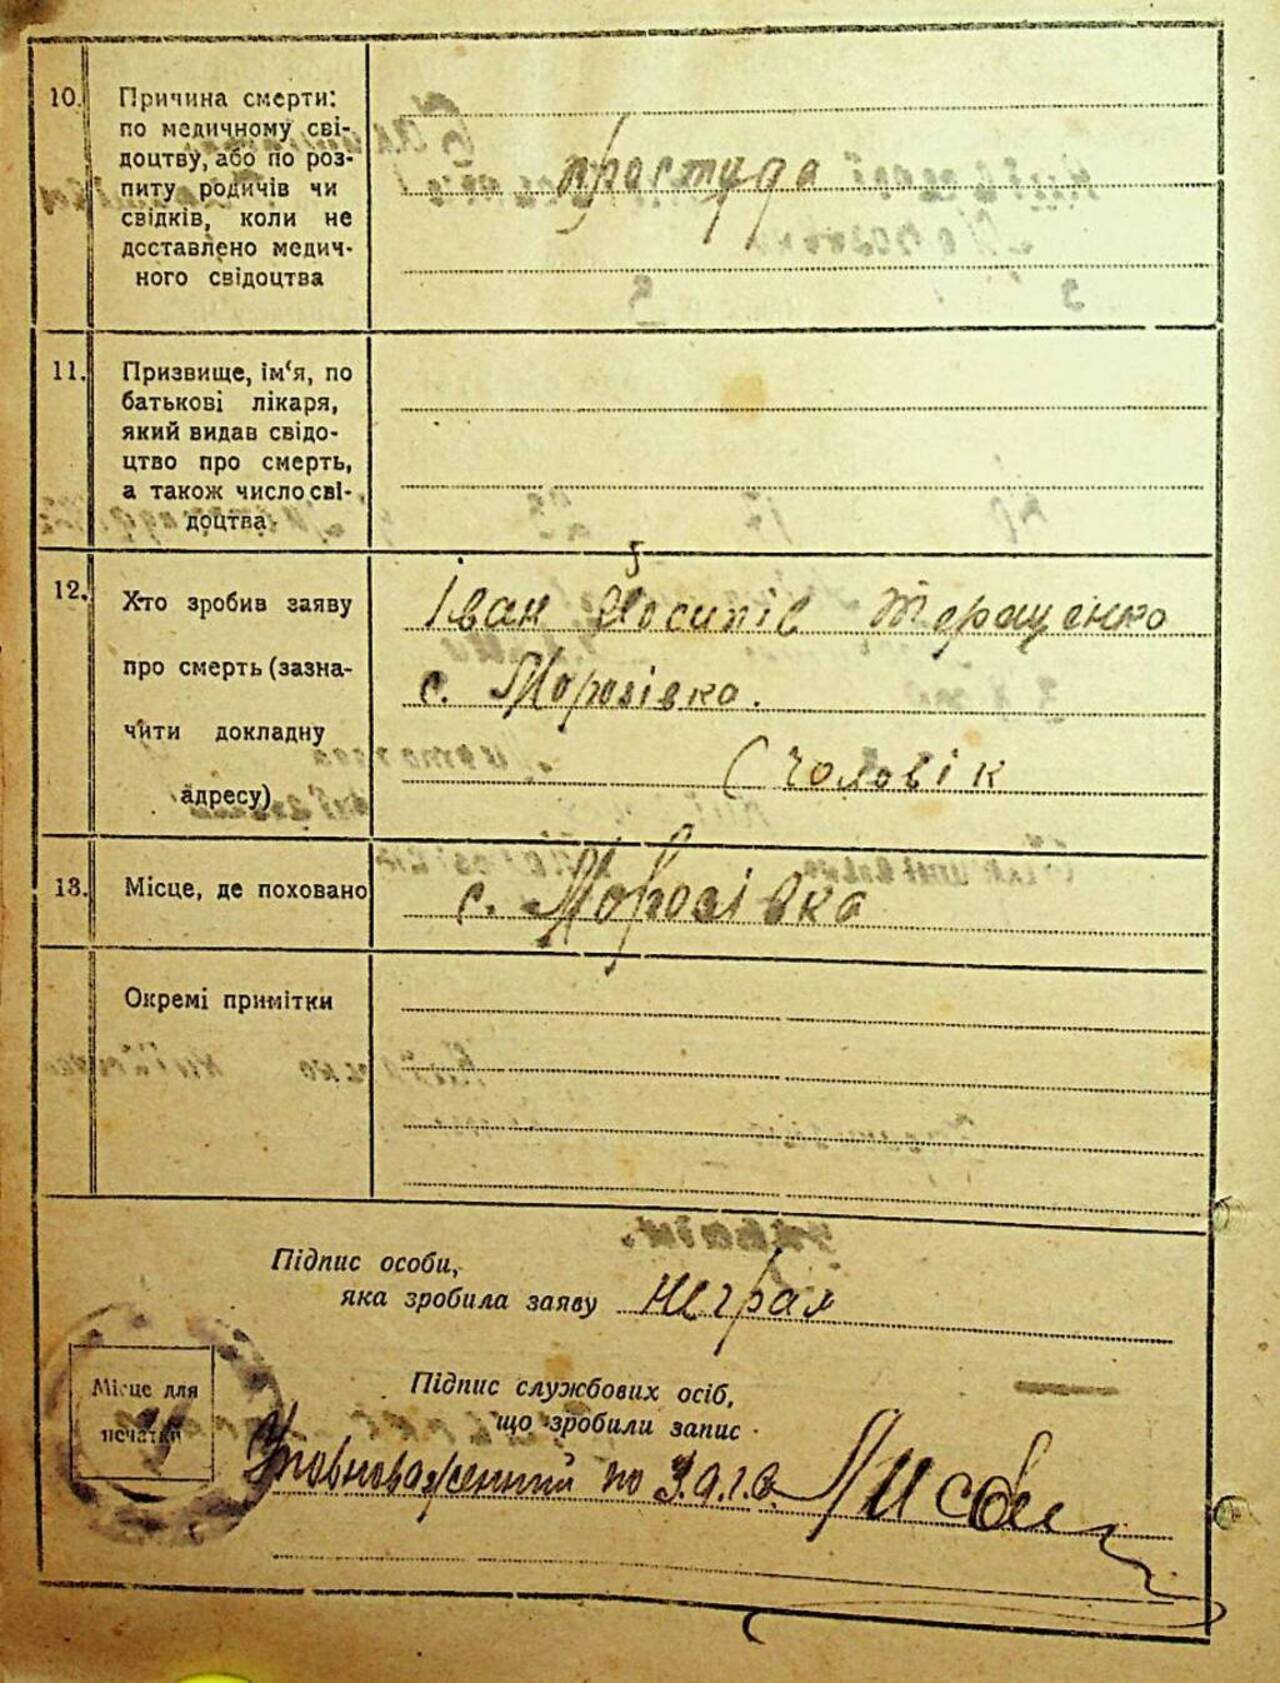 10. Причина смерти:
по медичному сві-
доцтву, або по роз-
питу родичів чи
свідків, коли не
доставлено медич-
ного свідоцтва
простуда
11. Призвище, ім‘я, по
батькові лікаря,
який видав свідо-
цтво про смерть,
а також число сві-
доцтва
12. Хто зробив заяву
про смерть (зазна-
чити докладну
адресу)
Іван Йосипів Терещенко
с. Морозівка.
(Чоловік
13. Місце, де поховано
с. Морозівка
Окремі примітки
Підпис особи,
яка зробила заяву неграм
Місце для
печатки
Підпис службових осіб,
що зробили запис
Уповноважений по З.а.г.с.